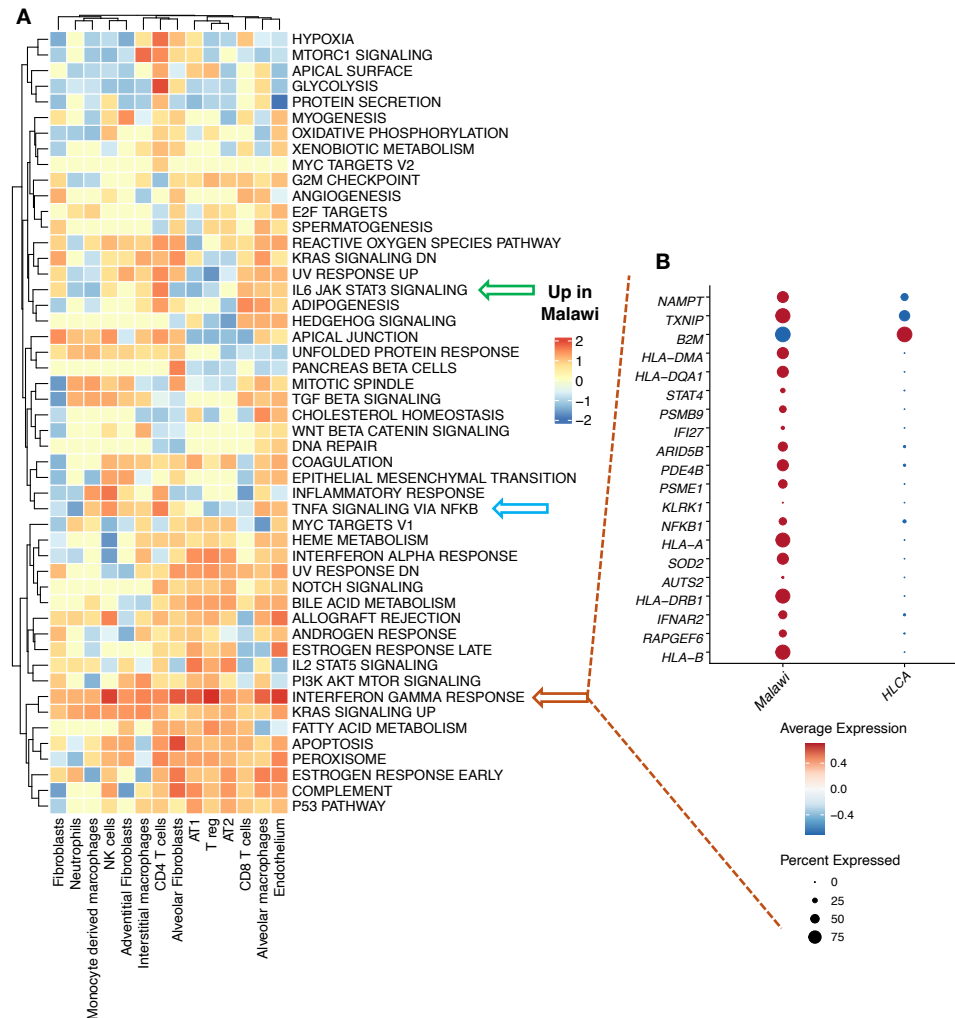 A
HYPOXIA
MTORC1 SIGNALING
APICAL SURFACE
GLYCOLYSIS
PROTEIN SECRETION
MYOGENESIS
OXIDATIVE PHOSPHORYLATION
XENOBIOTIC METABOLISM
MYC TARGETS V2
G2M CHECKPOINT
ANGIOGENESIS
E2F TARGETS
SPERMATOGENESIS
REACTIVE OXYGEN SPECIES PATHWAY
KRAS SIGNALING DN
UV RESPONSE UP
IL6 JAK STAT3 SIGNALING
ADIPOGENESIS
HEDGEHOG SIGNALING
APICAL JUNCTION
UNFOLDED PROTEIN RESPONSE
PANCREAS BETA CELLS
MITOTIC SPINDLE
TGF BETA SIGNALING
CHOLESTEROL HOMEOSTASIS
WNT BETA CATENIN SIGNALING
DNA REPAIR
COAGULATION
EPITHELIAL MESENCHYMAL TRANSITION
INFLAMMATORY RESPONSE
TNFA SIGNALING VIA NFKB
MYC TARGETS V1
HEME METABOLISM
INTERFERON ALPHA RESPONSE
UV RESPONSE DN
NOTCH SIGNALING
BILE ACID METABOLISM
ALLOGRAFT REJECTION
ANDROGEN RESPONSE
ESTROGEN RESPONSE LATE
IL2 STAT5 SIGNALING
PI3K AKT MTOR SIGNALING
INTERFERON GAMMA RESPONSE
KRAS SIGNALING UP
FATTY ACID METABOLISM
APOPTOSIS
PEROXISOME
ESTROGEN RESPONSE EARLY
COMPLEMENT
P53 PATHWAY
Fibroblasts
Neutrophils
Monocyte derived marcophages
NK cells
Adventitial Fibroblasts
Interstitial macrophages
CD4 T cells
Alveolar Fibroblasts
AT1
T reg
AT2
CD8 T cells
Alveolar macrophages
Endothelium
Up in
Malawi
2
1
0
−1
−2
B
NAMPT
TXNIP
B2M
HLA−DMA
HLA−DQA1
STAT4
PSMB9
IFI27
ARID5B
PDE4B
PSME1
KLRK1
NFKB1
HLA−A
SOD2
AUTS2
HLA−DRB1
IFNAR2
RAPGEF6
HLA−B
Malawi
HLCA
Average Expression
0.4
0.0
−0.4
Percent Expressed
0
25
50
75